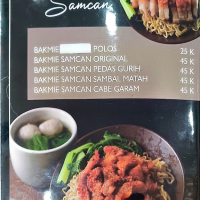 Samcan
BAKMIE POLOS 25 K
BAKMIE SAMCAN ORIGINAL 45 K
BAKMIE SAMCAN PEDAS GURIH 45 K
BAKMIE SAMCAN SAMBAL MATAH 45 K
BAKMIE SAMCAN CABE GARAM 45 K